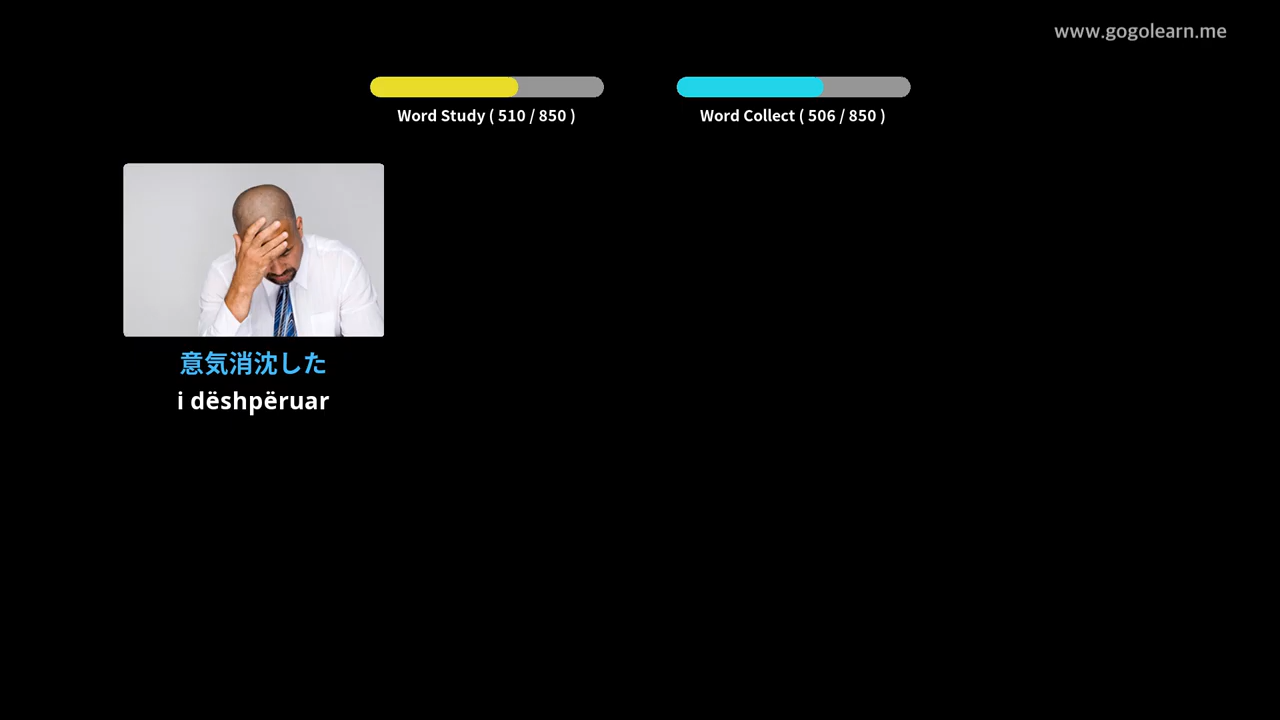 www.gogolearn.me
Word Study ( 510 / 850 )
Word Collect ( 506 / 850 )
意気消沈した
i dëshpëruar